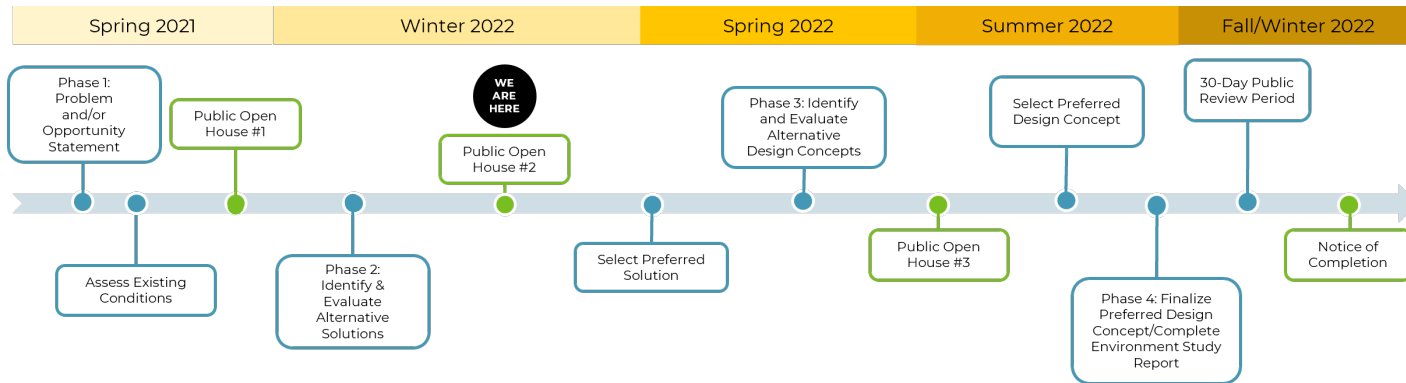 Spring 2021
Winter 2022
Spring 2022
Summer 2022
Fall/Winter 2022
Phase 1:
Problem
and/or
Opportunity
Statement
Assess Existing
Conditions
Public Open
House #1
Phase 2:
Identify &
Evaluate
Alternative
Solutions
WE
ARE
HERE
Public Open
House #2
Select Preferred
Solution
Phase 3: Identify
and Evaluate
Alternative
Design Concepts
Public Open
House #3
Select Preferred
Design Concept
Phase 4: Finalize
Preferred Design
Concept/Complete
Environment Study
Report
30-Day Public
Review Period
Notice of
Completion